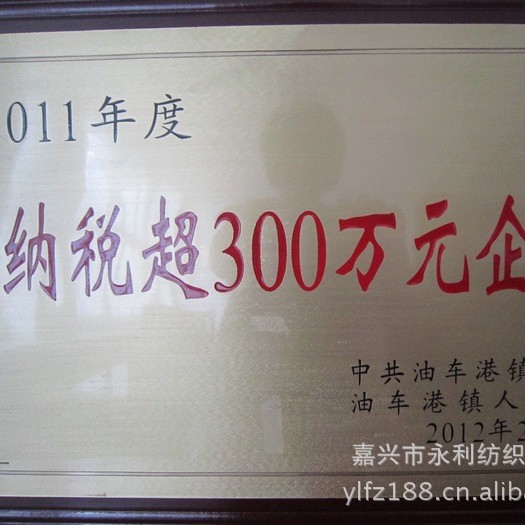 011年度
纳税超300万元企
中共油车港镇
油车港镇人
2012年2
嘉兴市永利纺织
ylfz188.cn.alib